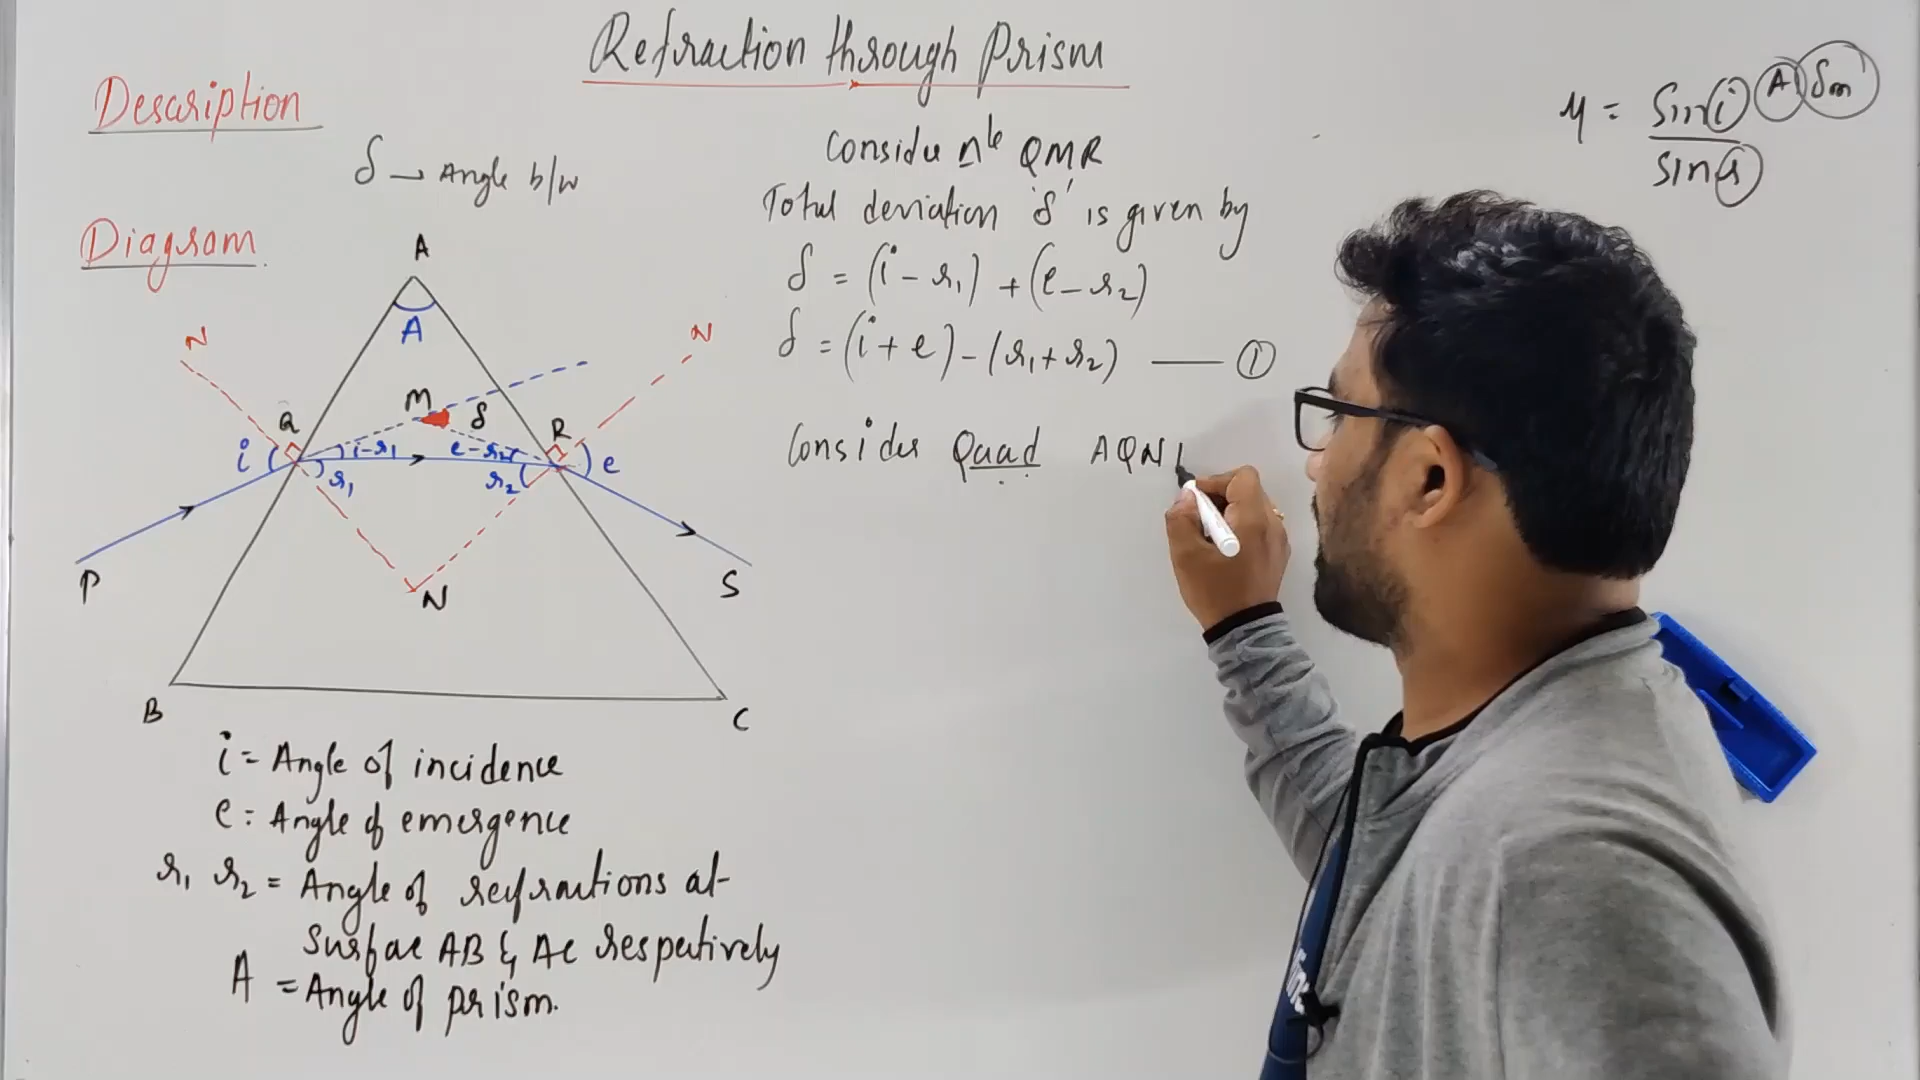 Refraction through Prism
Description
δ → Angle b/w
Diagram
A
A
N
N
M
δ
Q
R
i
i-r₁
e-r₂
e
r₁
r₂
P
N
S
B
C
i = Angle of incidence
e = Angle of emergence
r₁ r₂ = Angle of refractions at
Surface AB & AC respectively
A = Angle of prism.
Consider nle QMR
Total deviation 'δ' is given by
δ = (i - r₁) + (e - r₂)
δ = (i + e) - (r₁ + r₂) —— ①
Consider Quad AQN
μ = Sin i A δm
sin r